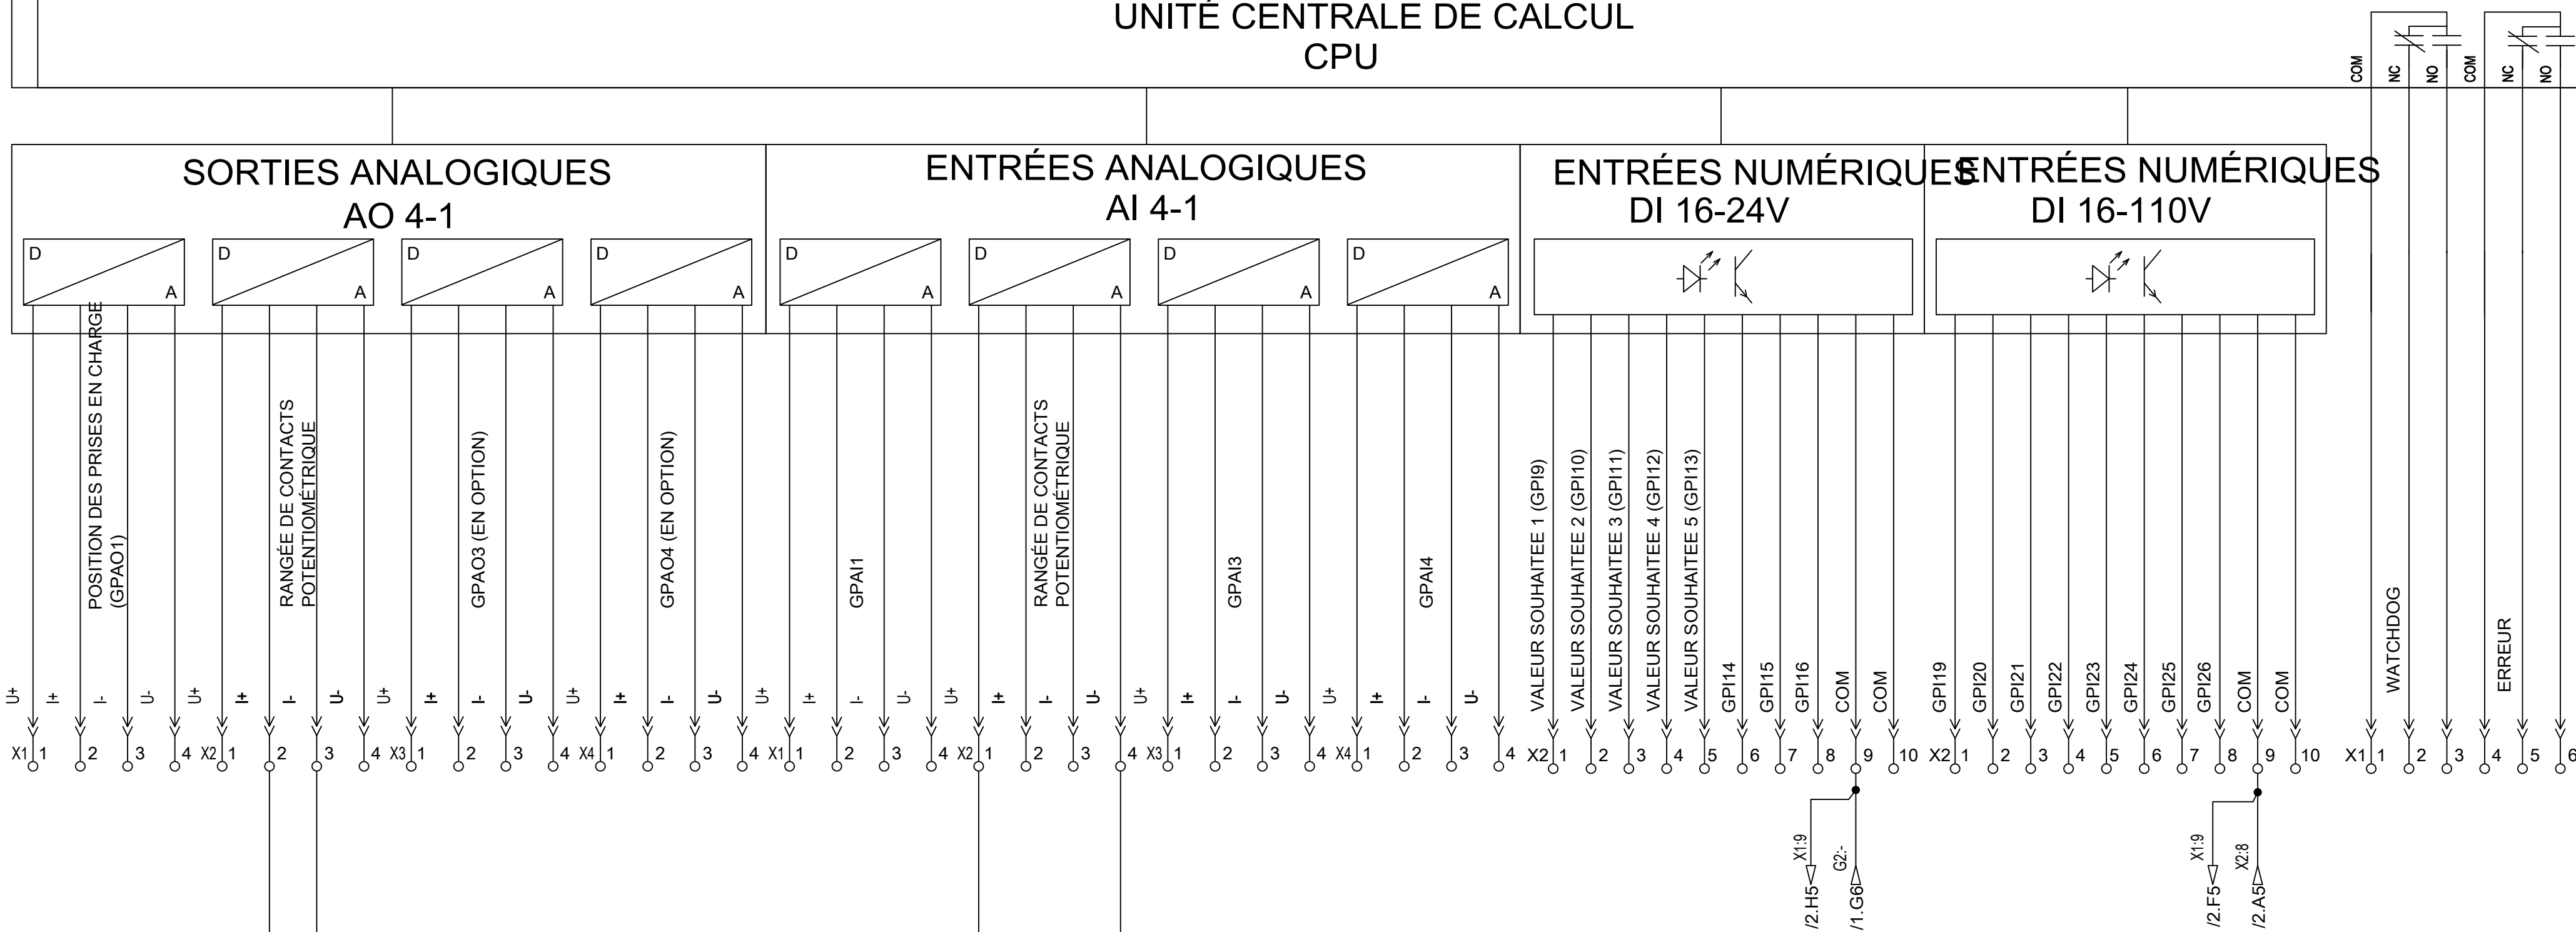 UNITÉ CENTRALE DE CALCUL
CPU
COM
NC
NO
COM
NC
NO
SORTIES ANALOGIQUES
AO 4-1
ENTRÉES ANALOGIQUES
AI 4-1
ENTRÉES NUMÉRIQUES
DI 16-24V
ENTRÉES NUMÉRIQUES
DI 16-110V
D A
D A
D A
D A
D A
D A
D A
D A
POSITION DES PRISES EN CHARGE
(GPAO1)
RANGÉE DE CONTACTS
POTENTIOMÉTRIQUE
GPAO3 (EN OPTION)
GPAO4 (EN OPTION)
GPAI1
RANGÉE DE CONTACTS
POTENTIOMÉTRIQUE
GPAI3
GPAI4
VALEUR SOUHAITEE 1 (GPI9)
VALEUR SOUHAITEE 2 (GPI10)
VALEUR SOUHAITEE 3 (GPI11)
VALEUR SOUHAITEE 4 (GPI12)
VALEUR SOUHAITEE 5 (GPI13)
GPI14
GPI15
GPI16
COM
COM
GPI19
GPI20
GPI21
GPI22
GPI23
GPI24
GPI25
GPI26
COM
COM
WATCHDOG
ERREUR
U+ I+ I- U-
U+ I+ I- U-
U+ I+ I- U-
U+ I+ I- U-
U+ I+ I- U-
U+ I+ I- U-
U+ I+ I- U-
U+ I+ I- U-
X1 1 2 3 4
X2 1 2 3 4
X3 1 2 3 4
X4 1 2 3 4
X1 1 2 3 4
X2 1 2 3 4
X3 1 2 3 4
X4 1 2 3 4
X2 1 2 3 4 5 6 7 8 9 10
X2 1 2 3 4 5 6 7 8 9 10
X1 1 2 3 4 5 6
X1:9
/2.H5
G2:-
/1.G6
X1:9
/2.F5
X2:8
/2.A5